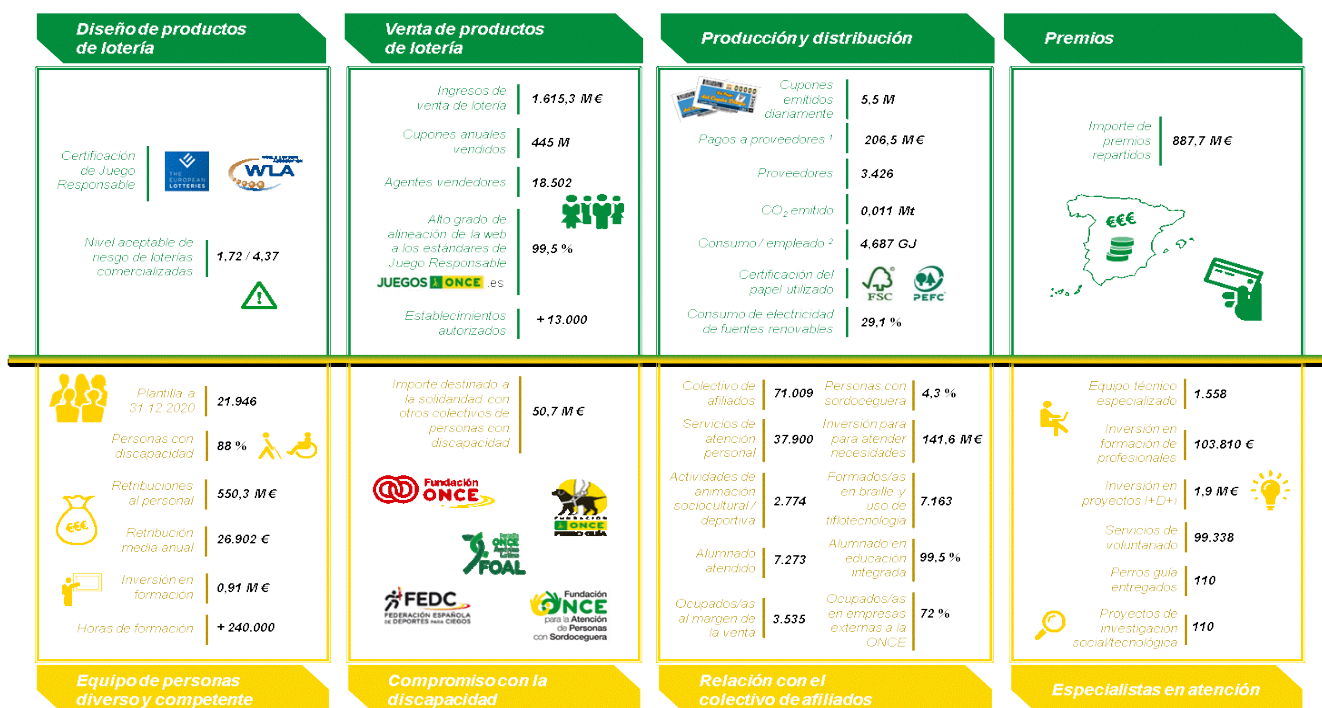 Diseño de productos
de lotería
Certificación
de Juego
Responsable
THE
EUROPEAN
LOTTERIES
WLA
Nivel aceptable de
riesgo de loterías
comercializadas
1,72 / 4,37
Venta de productos
de lotería
Ingresos de
venta de lotería
1.615,3 M €
Cupones anuales
vendidos
445 M
Agentes vendedores
18.502
Alto grado de
alineación de la web
a los estándares de
Juego Responsable
99,5 %
JUEGOS ONCE .es
Establecimientos
autorizados
+ 13.000
Producción y distribución
Cupones
emitidos
diariamente
5,5 M
Pagos a proveedores ¹
206,5 M €
Proveedores
3.426
CO₂ emitido
0,011 Mt
Consumo / empleado ²
4,687 GJ
Certificación del
papel utilizado
FSC
PEFC
Consumo de electricidad
de fuentes renovables
29,1 %
Premios
Importe de
premios
repartidos
887,7 M €
€€€
Plantilla a
31.12.2020
21.946
Personas con
discapacidad
88 %
Retribuciones
al personal
550,3 M €
€€€
Retribución
media anual
26.902 €
Inversión en
formación
0,91 M €
Horas de formación
+ 240.000
Equipo de personas
diverso y competente
Importe destinado a
la solidaridad con
otros colectivos de
personas con
discapacidad
50,7 M €
Fundación
ONCE
FUNDACIÓN
ONCE
PERRO GUÍA
FOAL
FEDC
FEDERACIÓN ESPAÑOLA
DE DEPORTES PARA CIEGOS
Fundación
ONCE
para la Atención
de Personas
con Sordoceguera
Compromiso con la
discapacidad
Colectivo de
afiliados
71.009
Personas con
sordoceguera
4,3 %
Servicios de
atención
personal
37.900
Inversión para
para atender
necesidades
141,6 M €
Actividades de
animación
sociocultural /
deportiva
2.774
Formados/as
en braille y
uso de
tiflotecnología
7.163
Alumnado
atendido
7.273
Alumnado en
educación
integrada
99,5 %
Ocupados/as
al margen de
la venta
3.535
Ocupados/as
en empresas
externas a la
ONCE
72 %
Relación con el
colectivo de afiliados
Equipo técnico
especializado
1.558
Inversión en
formación de
profesionales
103.810 €
Inversión en
proyectos I+D+i
1,9 M €
Servicios de
voluntariado
99.338
Perros guía
entregados
110
Proyectos de
investigación
social/tecnológica
110
Especialistas en atención